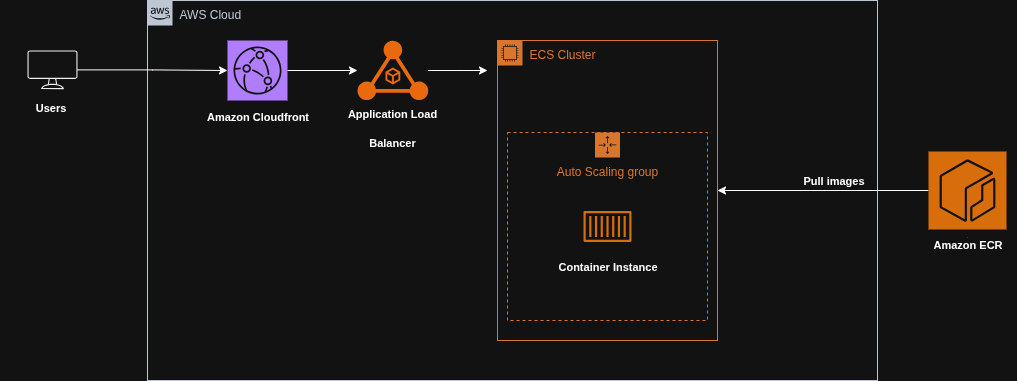 aws
AWS Cloud
Users
Amazon Cloudfront
Application Load
Balancer
ECS Cluster
Auto Scaling group
Container Instance
Pull images
Amazon ECR